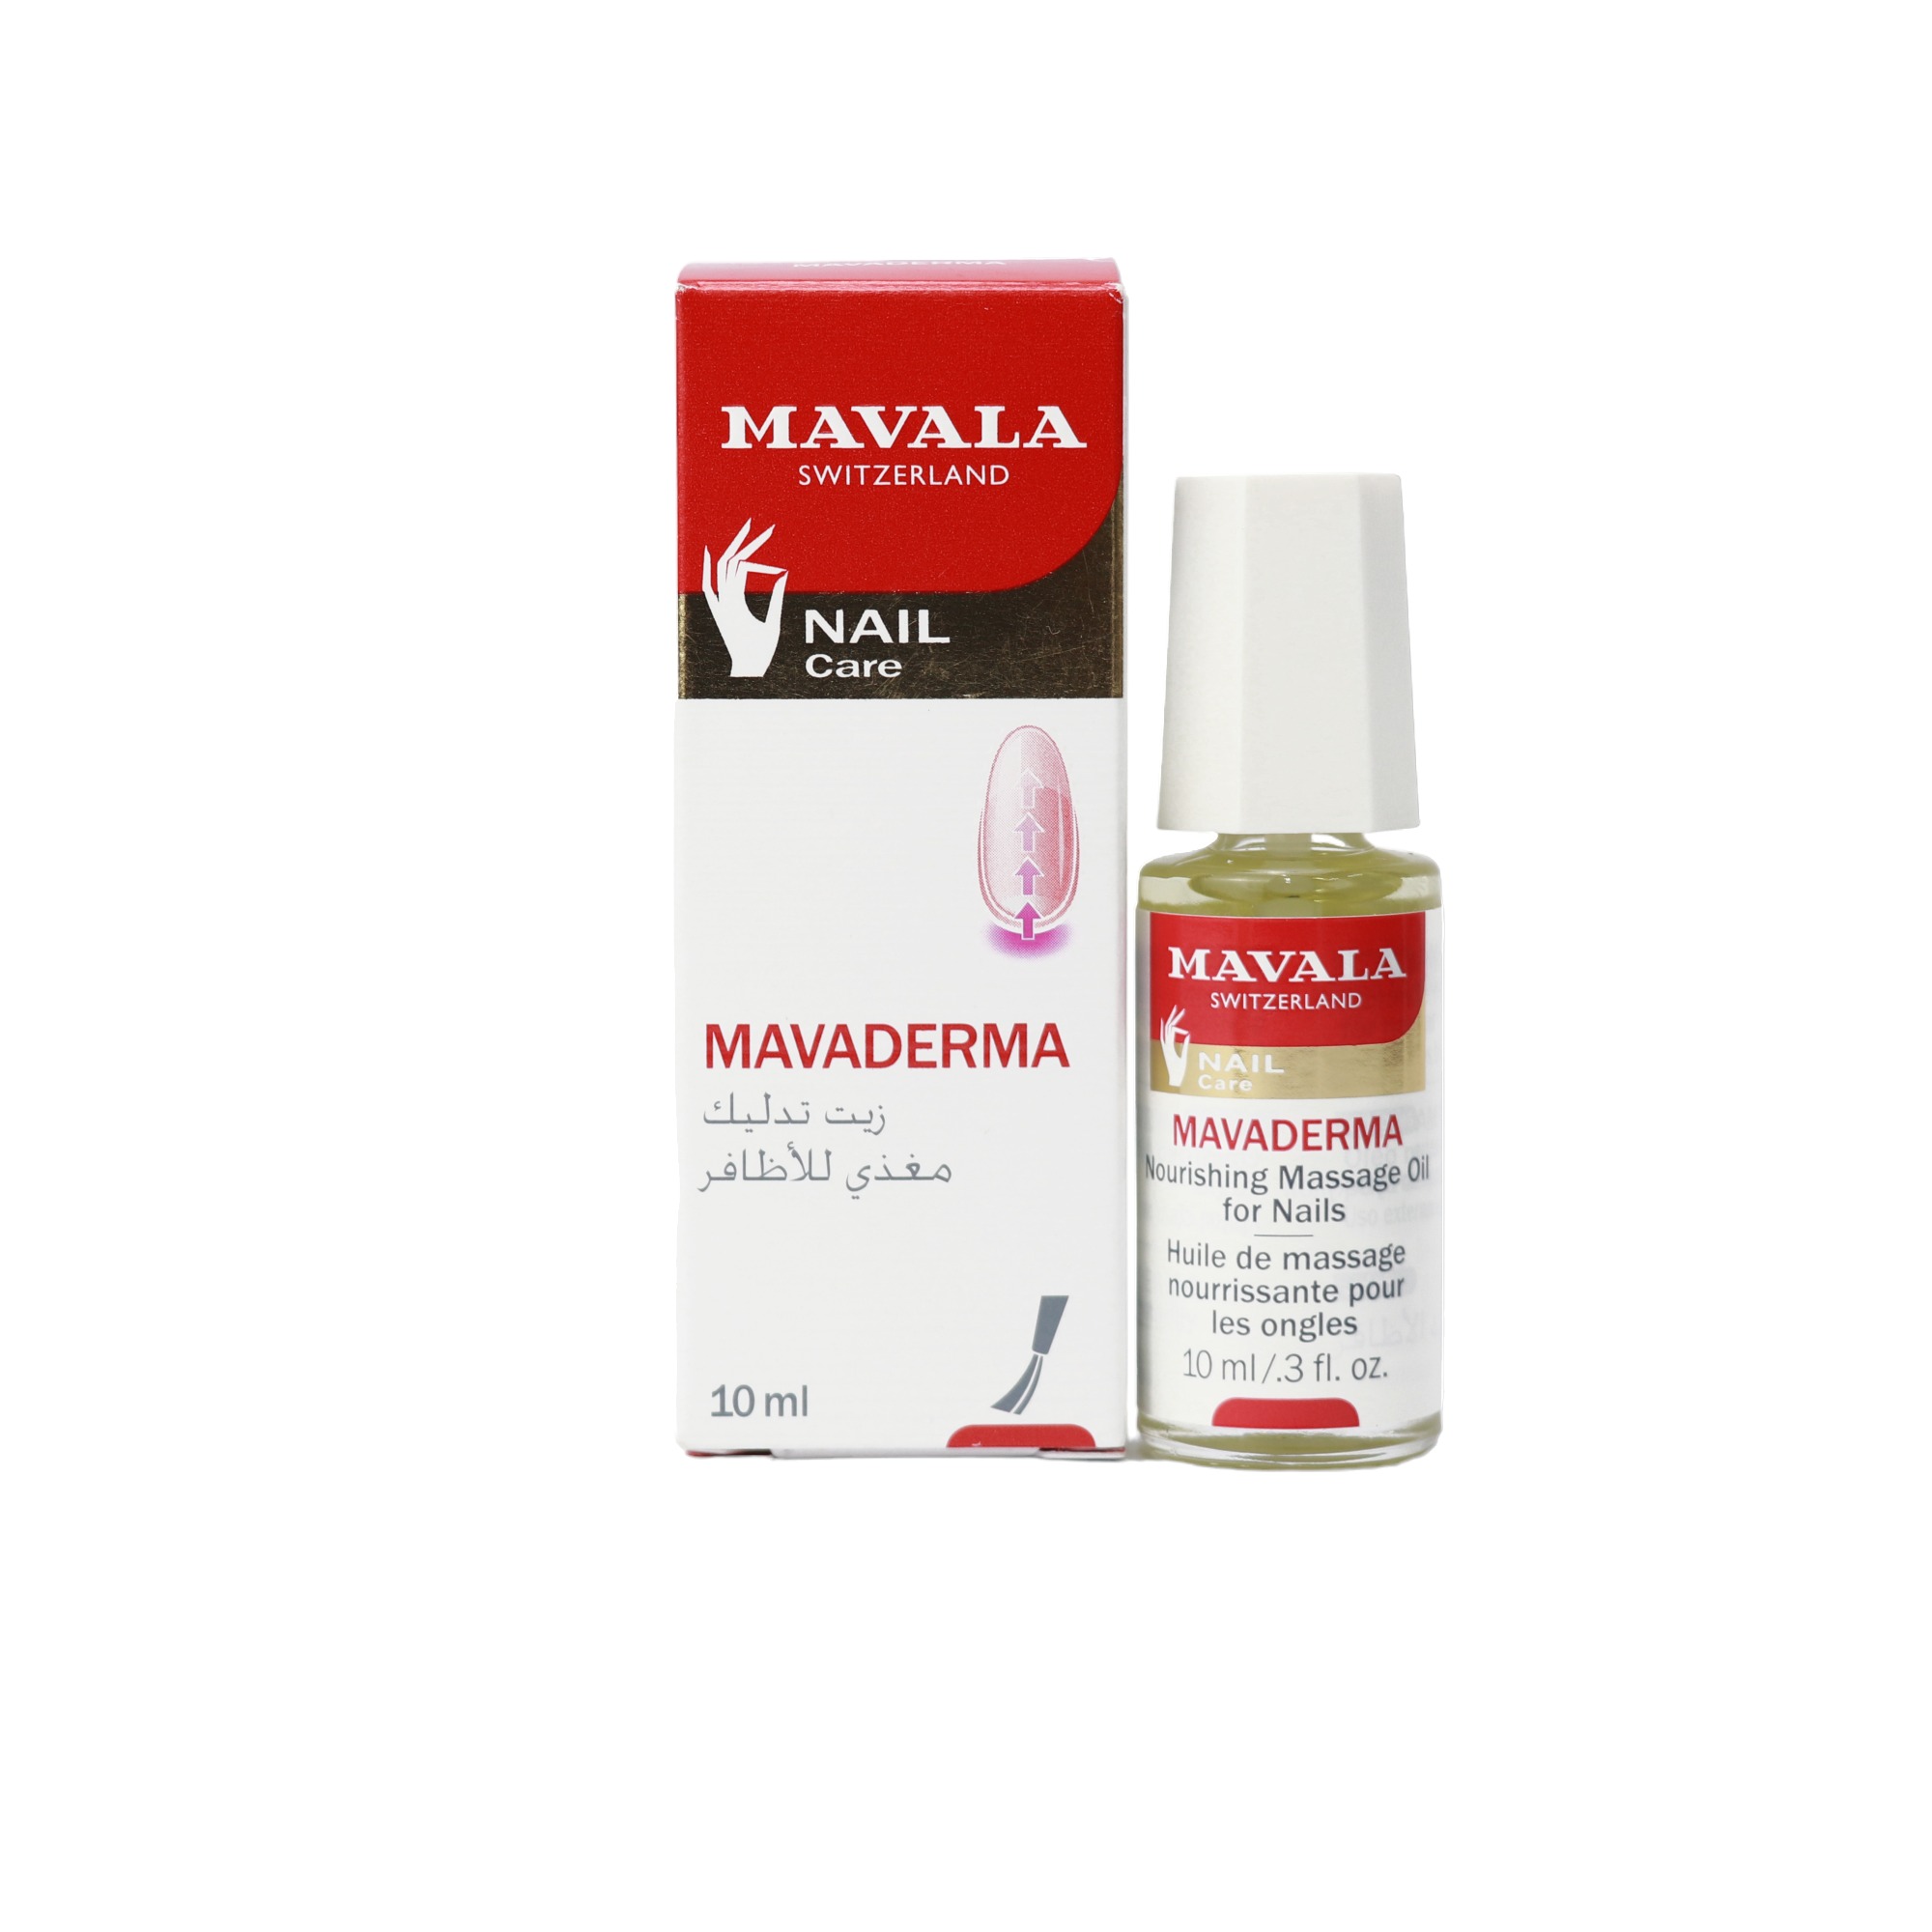 MAVADERMA
MAVALA
SWITZERLAND
NAIL
Care
MAVADERMA
زيت تدليك
مغذي للأظافر
10 ml
MAVALA
SWITZERLAND
NAIL
Care
MAVADERMA
Nourishing Massage Oil
for Nails
Huile de massage
nourrissante pour
les ongles
10 ml/.3 fl. oz.